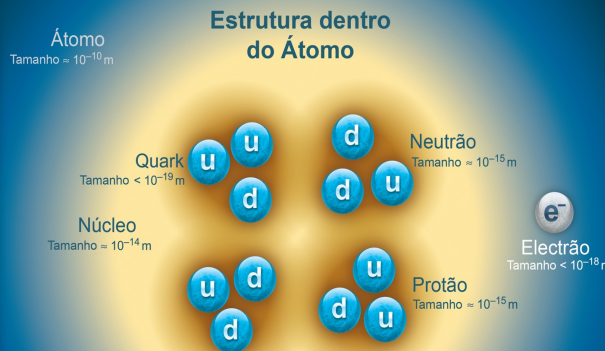 Estrutura dentro
do Átomo
Átomo
Tamanho ≈ 10⁻¹⁰ m
Quark
Tamanho < 10⁻¹⁹ m
Neutrão
Tamanho ≈ 10⁻¹⁵ m
Núcleo
Tamanho ≈ 10⁻¹⁴ m
Electrão
Tamanho < 10⁻¹⁸ m
Protão
Tamanho ≈ 10⁻¹⁵ m
u u d
d d u
e⁻
u d d
u d u